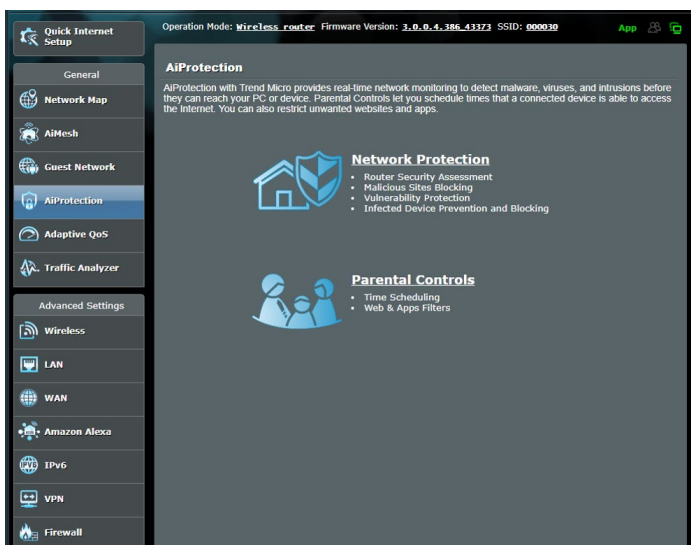 Quick Internet
Setup
Operation Mode: Wireless router Firmware Version: 3.0.0.4.386_43373 SSID: 000030
App
General
Network Map
AiMesh
Guest Network
AiProtection
Adaptive QoS
Traffic Analyzer
Advanced Settings
Wireless
LAN
WAN
Amazon Alexa
IPV6
IPv6
VPN
Firewall
AiProtection
AiProtection with Trend Micro provides real-time network monitoring to detect malware, viruses, and intrusions before
they can reach your PC or device. Parental Controls let you schedule times that a connected device is able to access
the Internet. You can also restrict unwanted websites and apps.
Network Protection
• Router Security Assessment
• Malicious Sites Blocking
• Vulnerability Protection
• Infected Device Prevention and Blocking
Parental Controls
• Time Scheduling
• Web & Apps Filters